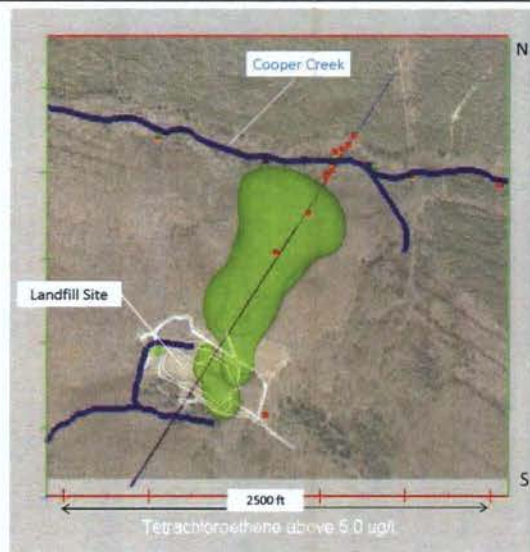 N
Cooper Creek
Landfill Site
S
2500 ft
Tetrachloroethene above 5.0 ug/l